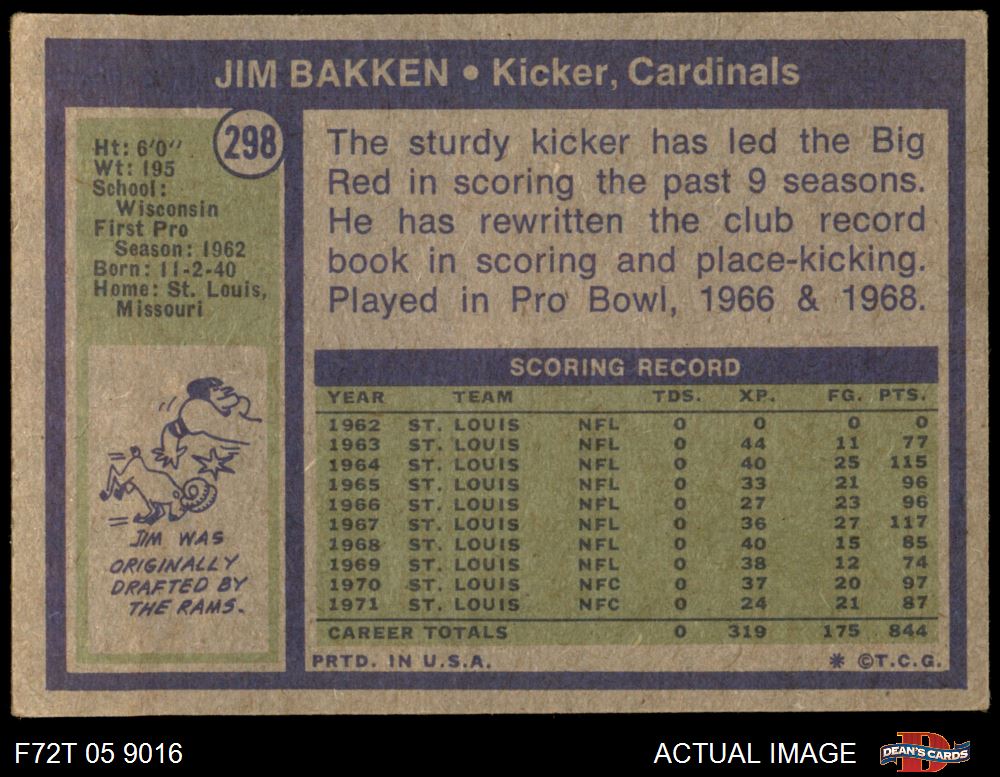 JIM BAKKEN • Kicker, Cardinals
298
Ht: 6'0"
Wt: 195
School:
Wisconsin
First Pro
Season: 1962
Born: 11-2-40
Home: St. Louis,
Missouri
JIM WAS
ORIGINALLY
DRAFTED BY
THE RAMS.
The sturdy kicker has led the Big
Red in scoring the past 9 seasons.
He has rewritten the club record
book in scoring and place-kicking.
Played in Pro Bowl, 1966 & 1968.
SCORING RECORD
YEAR TEAM TDS. XP. FG. PTS.
1962 ST. LOUIS NFL 0 0 0 0
1963 ST. LOUIS NFL 0 44 11 77
1964 ST. LOUIS NFL 0 40 25 115
1965 ST. LOUIS NFL 0 33 21 96
1966 ST. LOUIS NFL 0 27 23 96
1967 ST. LOUIS NFL 0 36 27 117
1968 ST. LOUIS NFL 0 40 15 85
1969 ST. LOUIS NFL 0 38 12 74
1970 ST. LOUIS NFC 0 37 20 97
1971 ST. LOUIS NFC 0 24 21 87
CAREER TOTALS 0 319 175 844
PRTD. IN U.S.A. * ©T.C.G.
F72T 05 9016 ACTUAL IMAGE D DEAN'S CARDS